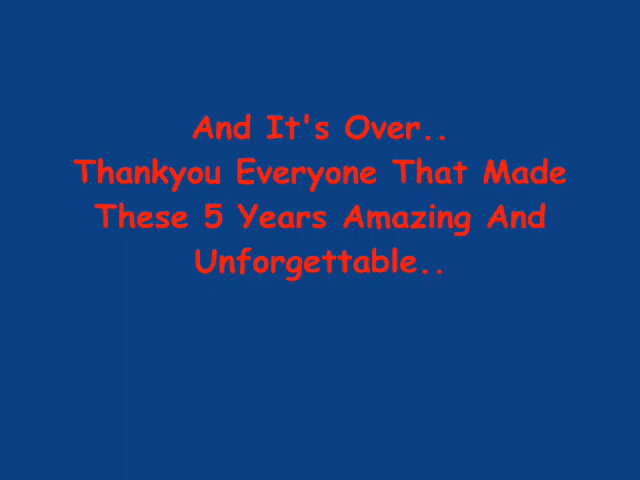 And It's Over..
Thankyou Everyone That Made
These 5 Years Amazing And
Unforgettable..